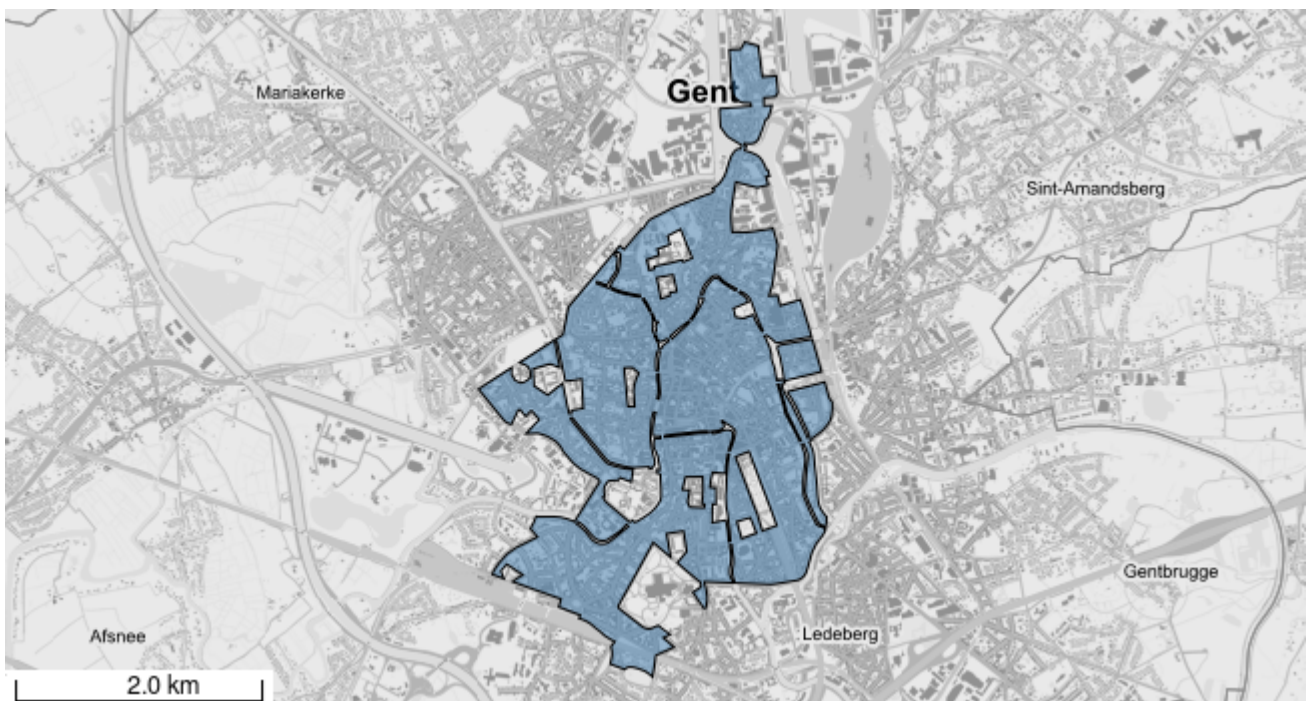 Gent
Mariakerke
Sint-Amandsberg
Gentbrugge
Afsnee
Ledeberg
2.0 km